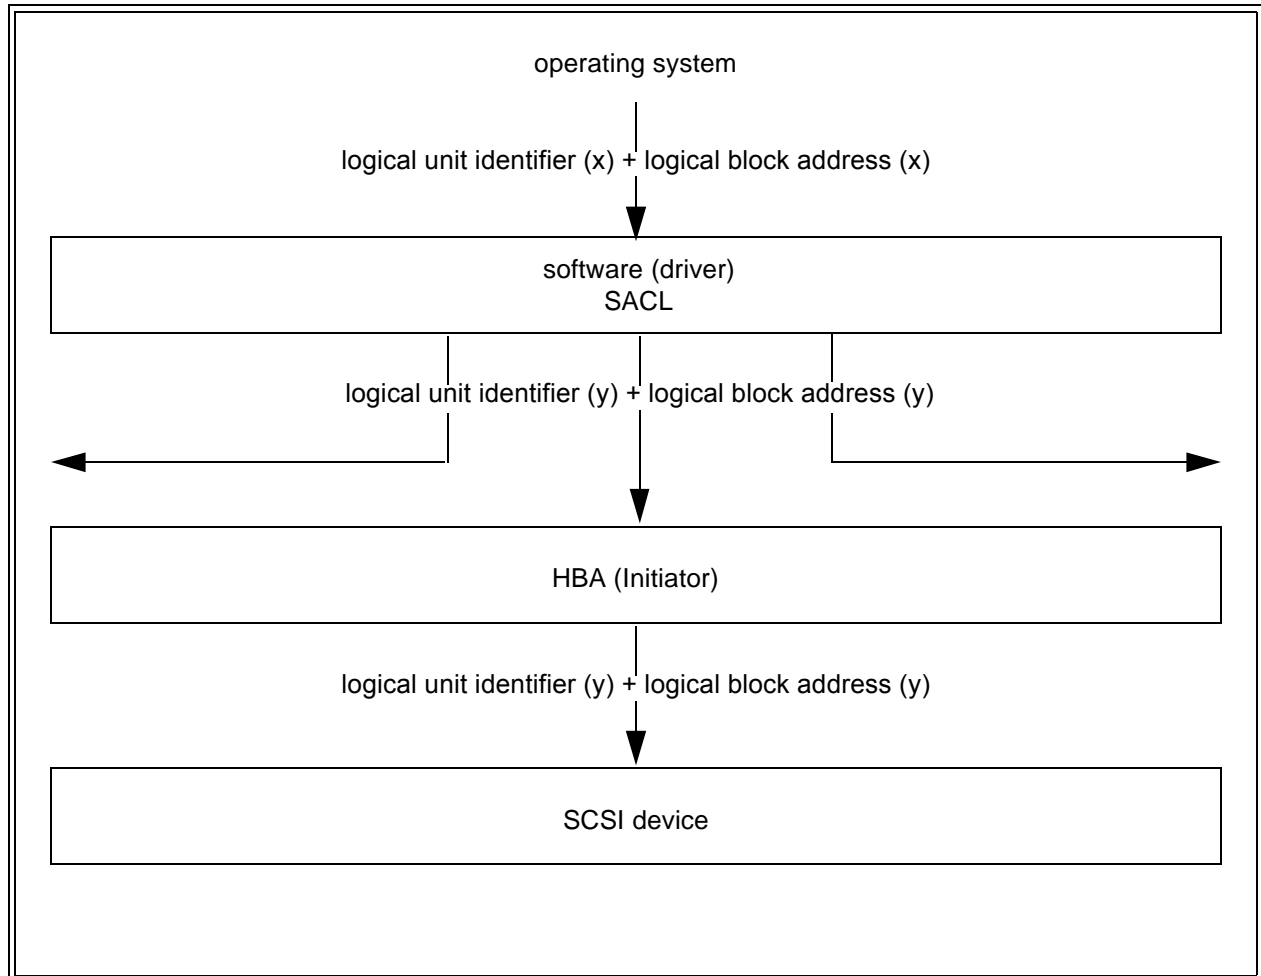 operating system
logical unit identifier (x) + logical block address (x)
software (driver)
SACL
logical unit identifier (y) + logical block address (y)
HBA (Initiator)
logical unit identifier (y) + logical block address (y)
SCSI device